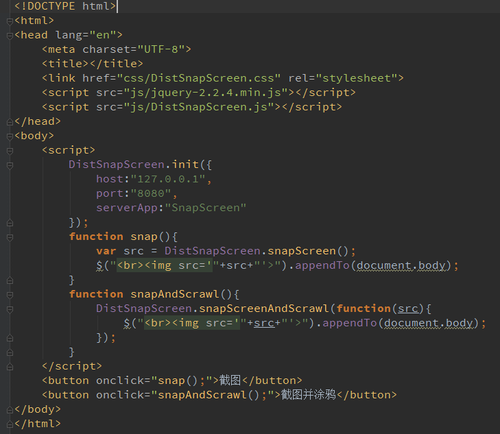 <!DOCTYPE html>
<html>
<head lang="en">
    <meta charset="UTF-8">
    <title></title>
    <link href="css/DistSnapScreen.css" rel="stylesheet">
    <script src="js/jquery-2.2.4.min.js"></script>
    <script src="js/DistSnapScreen.js"></script>
</head>
<body>
    <script>
        DistSnapScreen.init({
            host:"127.0.0.1",
            port:"8080",
            serverApp:"SnapScreen"
        });
        function snap(){
            var src = DistSnapScreen.snapScreen();
            $("<br><img src='"+src+"'>").appendTo(document.body);
        }
        function snapAndScrawl(){
            DistSnapScreen.snapScreenAndScrawl(function(src){
                $("<br><img src='"+src+"'>").appendTo(document.body);
            });
        }
    </script>
    <button onclick="snap();">截图</button>
    <button onclick="snapAndScrawl();">截图并涂鸦</button>
</body>
</html>